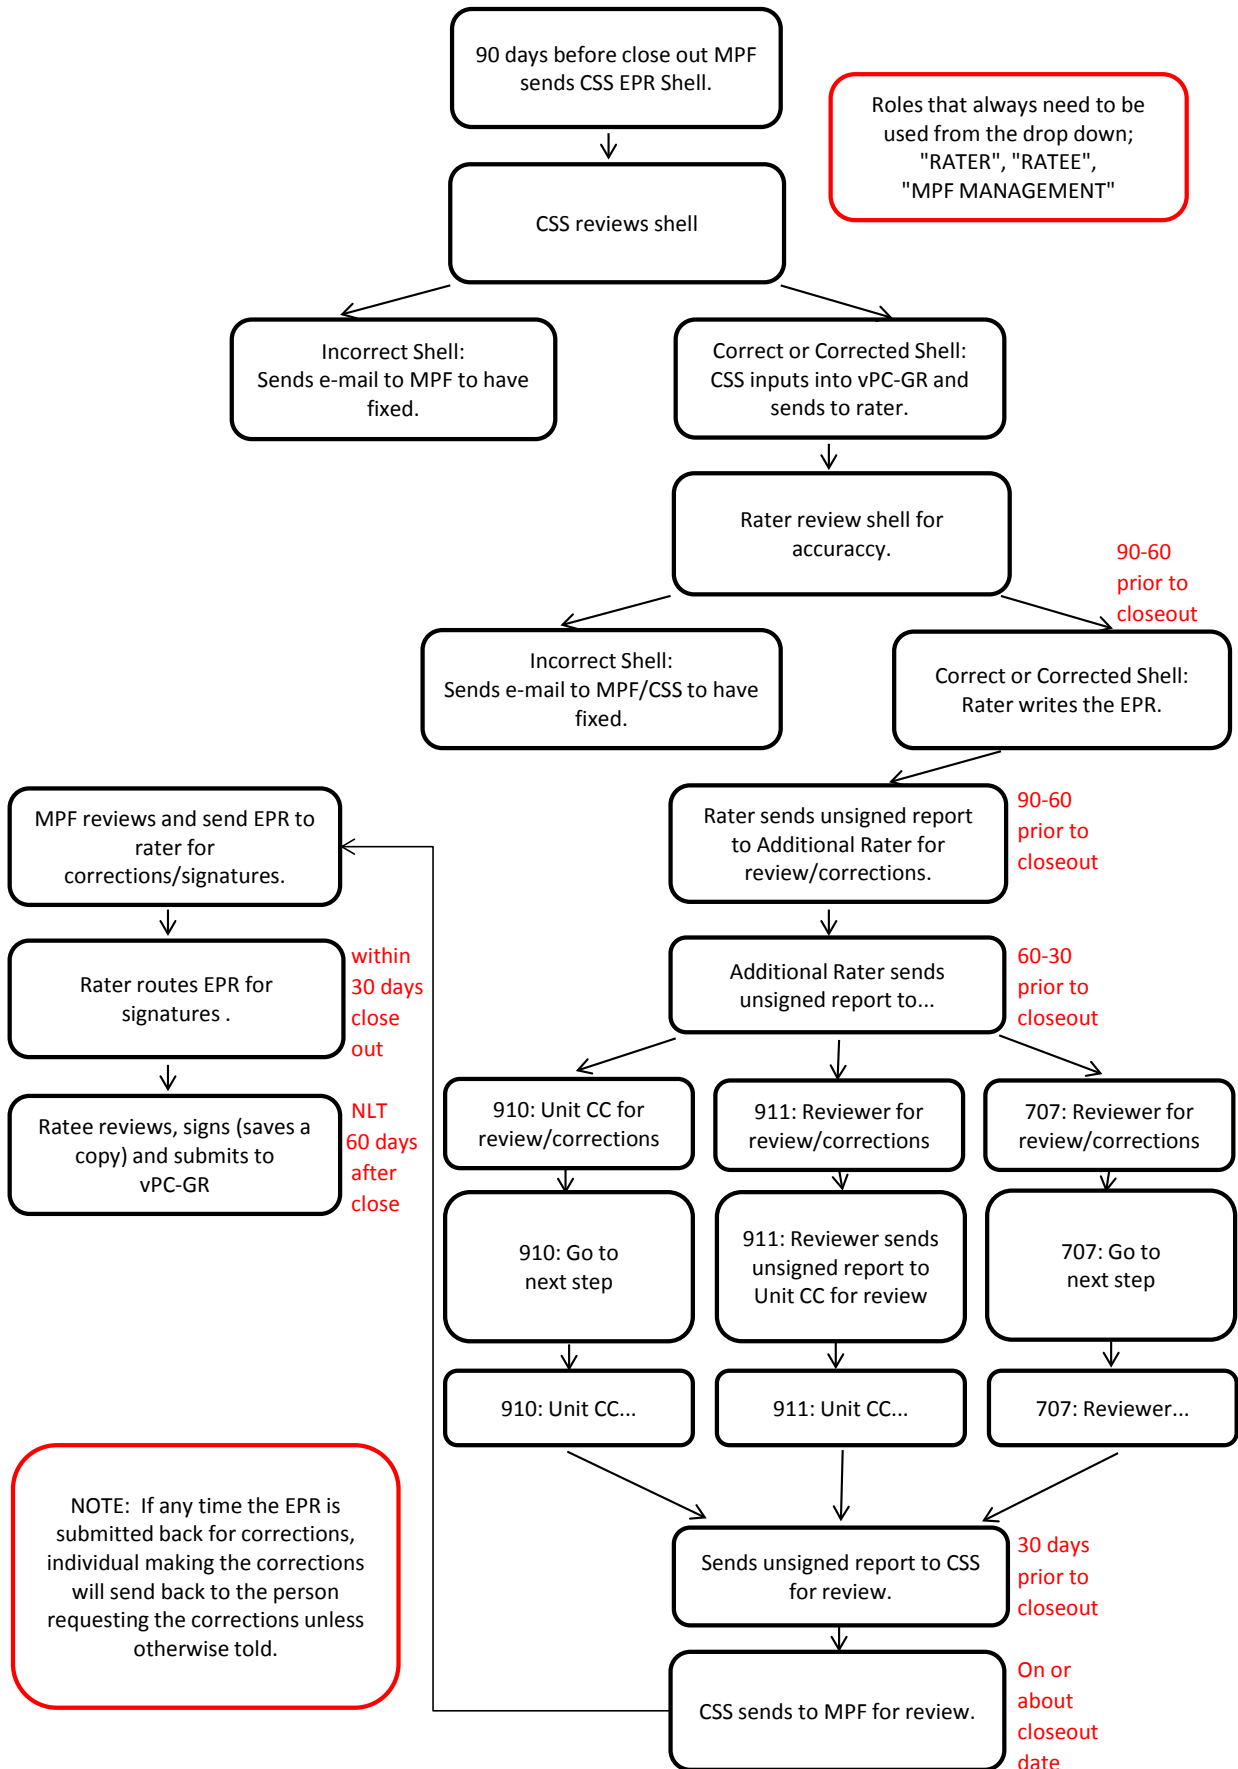 90 days before close out MPF
sends CSS EPR Shell.
Roles that always need to be
used from the drop down;
"RATER", "RATEE",
"MPF MANAGEMENT"
CSS reviews shell
Incorrect Shell:
Sends e-mail to MPF to have
fixed.
Correct or Corrected Shell:
CSS inputs into vPC-GR and
sends to rater.
Rater review shell for
accuraccy.
90-60
prior to
closeout
Incorrect Shell:
Sends e-mail to MPF/CSS to have
fixed.
Correct or Corrected Shell:
Rater writes the EPR.
MPF reviews and send EPR to
rater for
corrections/signatures.
Rater sends unsigned report
to Additional Rater for
review/corrections.
90-60
prior to
closeout
Rater routes EPR for
signatures .
within
30 days
close
out
Additional Rater sends
unsigned report to...
60-30
prior to
closeout
Ratee reviews, signs (saves a
copy) and submits to
vPC-GR
NLT
60 days
after
close
910: Unit CC for
review/corrections
911: Reviewer for
review/corrections
707: Reviewer for
review/corrections
910: Go to
next step
911: Reviewer sends
unsigned report to
Unit CC for review
707: Go to
next step
910: Unit CC...
911: Unit CC...
707: Reviewer...
NOTE:  If any time the EPR is
submitted back for corrections,
individual making the corrections
will send back to the person
requesting the corrections unless
otherwise told.
Sends unsigned report to CSS
for review.
30 days
prior to
closeout
CSS sends to MPF for review.
On or
about
closeout
date